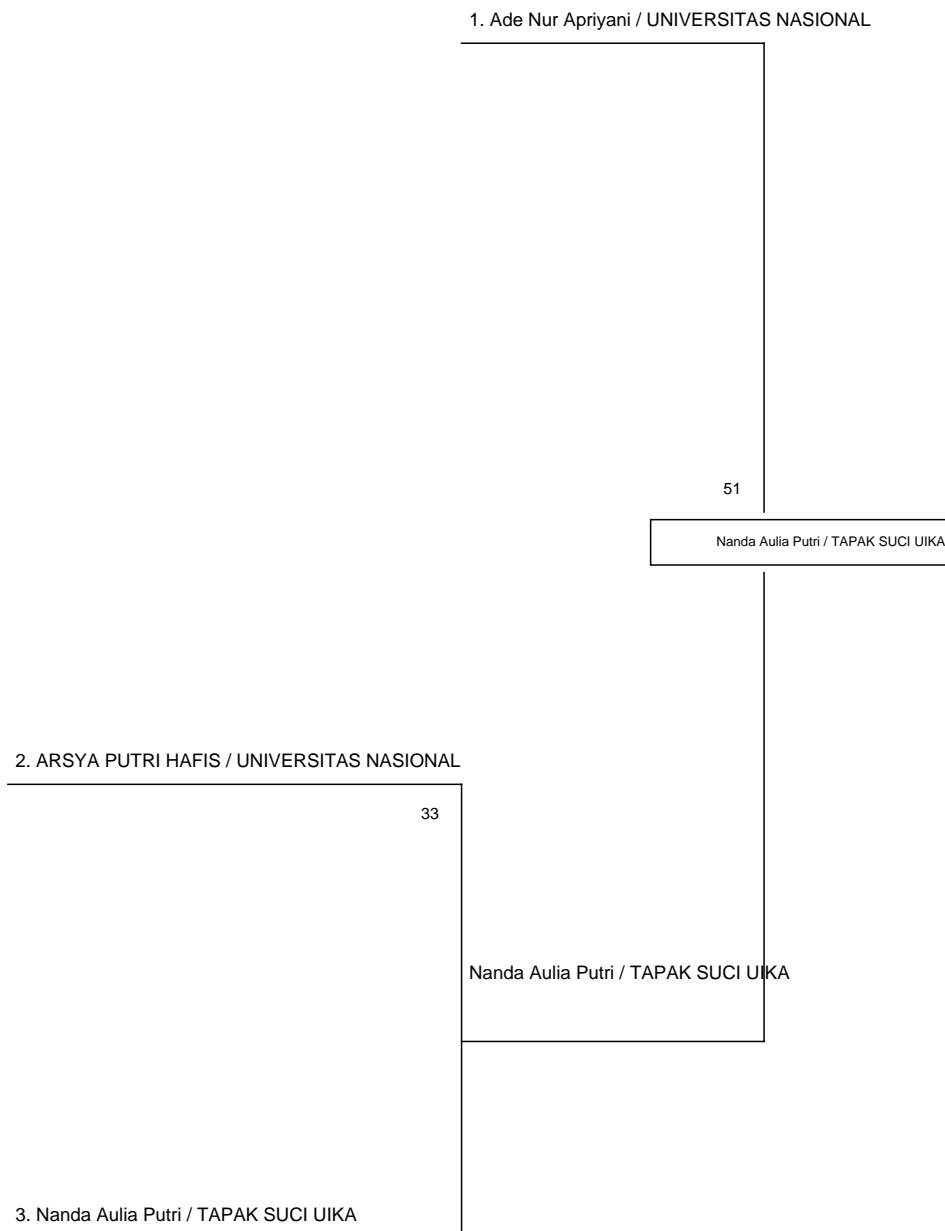 1. Ade Nur Apriyani / UNIVERSITAS NASIONAL
51
Nanda Aulia Putri / TAPAK SUCI UIKA
2. ARSYA PUTRI HAFIS / UNIVERSITAS NASIONAL
33
Nanda Aulia Putri / TAPAK SUCI UIKA
3. Nanda Aulia Putri / TAPAK SUCI UIKA